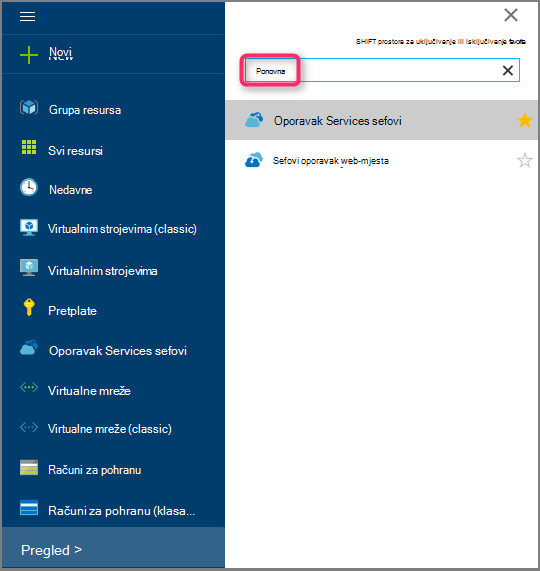 Novi
New
Grupa resursa
Svi resursi
Nedavne
Virtualnim strojevima (classic)
Virtualnim strojevima
Pretplate
Oporavak Services sefovi
Virtualne mreže
Virtualne mreže (classic)
Računi za pohranu
Računi za pohranu (klasa...
Pregled >
SHIFT prostora za uključivanje ili isključivanje
Ponovna
Oporavak Services sefovi
Sefovi oporavak web-mjesta